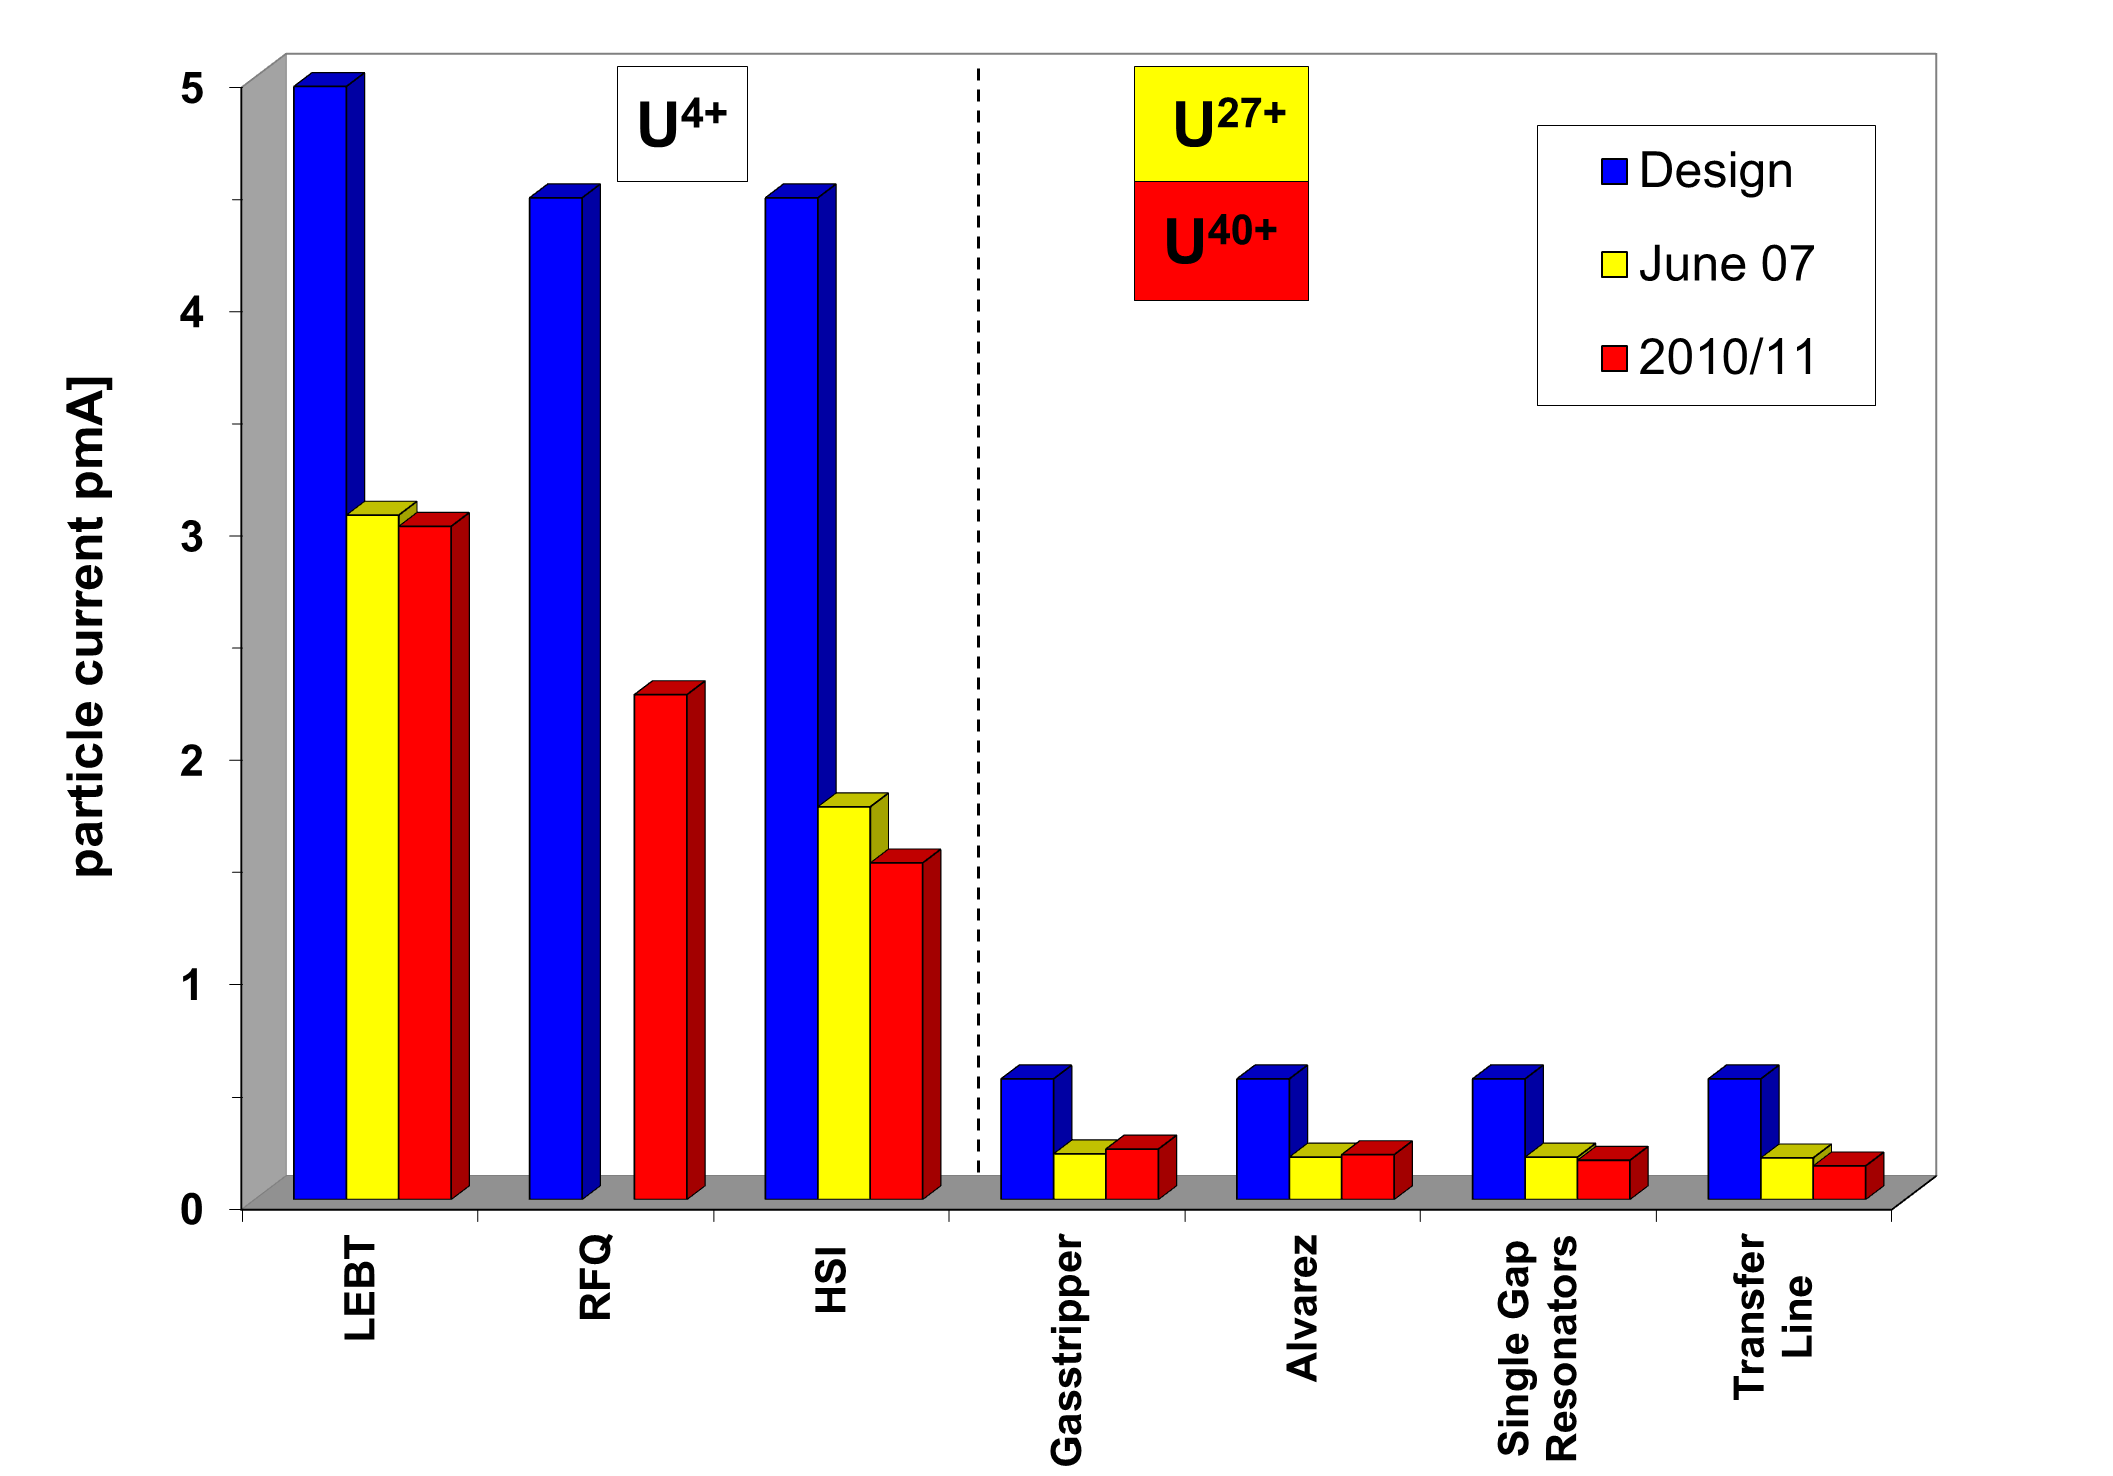 particle current pmA]
5
4
3
2
1
0
U⁴⁺
U²⁷⁺
U⁴⁰⁺
Design
June 07
2010/11
LEBT
RFQ
HSI
Gasstripper
Alvarez
Single Gap
Resonators
Transfer
Line